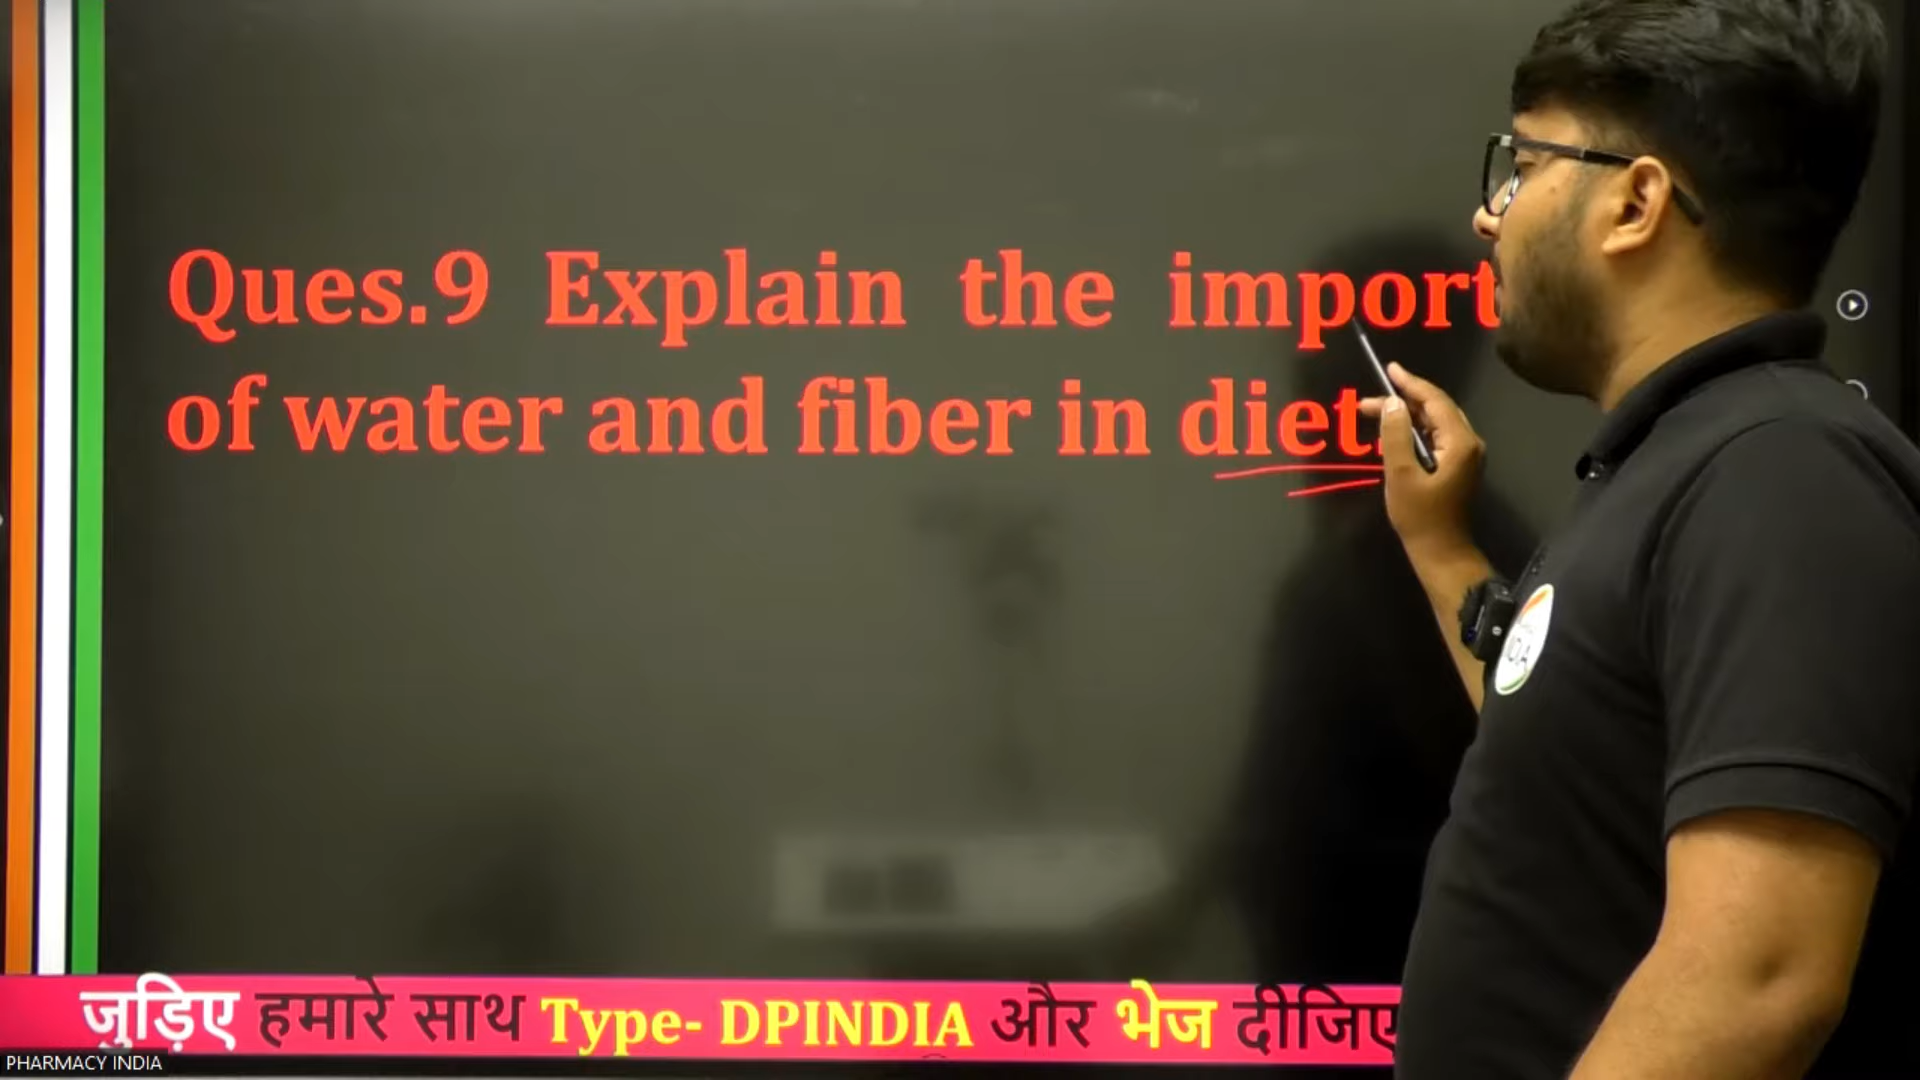 Ques.9 Explain the import
of water and fiber in diet.
जुड़िए हमारे साथ Type- DPINDIA और भेज दीजिए
PHARMACY INDIA